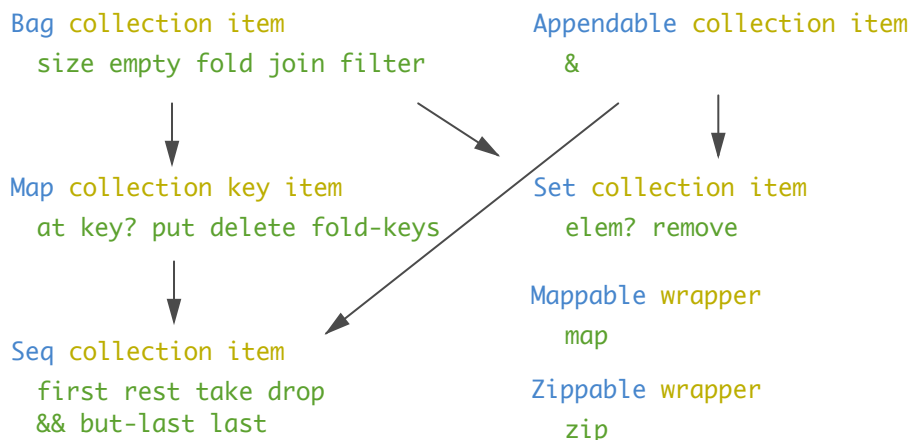 Bag collection item
size empty fold join filter
Appendable collection item
&
Map collection key item
at key? put delete fold-keys
Set collection item
elem? remove
Mappable wrapper
map
Seq collection item
first rest take drop
&& but-last last
Zippable wrapper
zip